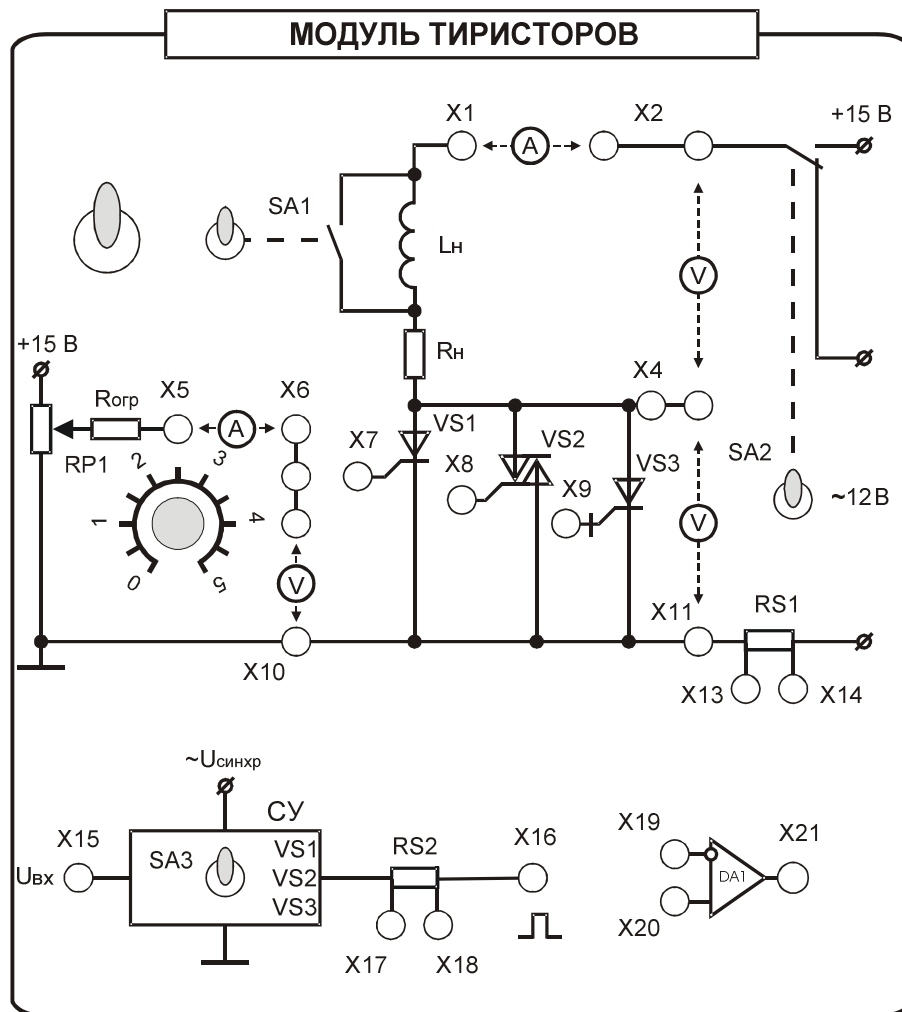 МОДУЛЬ ТИРИСТОРОВ
X1
X2
+15 В
A
SA1
Lн
V
+15 В
Rн
X4
Rогр
X5
X6
A
RP1
X7
VS1
X8
VS2
X9
VS3
SA2
~12В
0
1
2
3
4
5
V
V
X10
X11
RS1
X13
X14
~Uсинхр
СУ
X15
Uвх
SA3
VS1
VS2
VS3
RS2
X16
X17
X18
X19
X20
DA1
X21